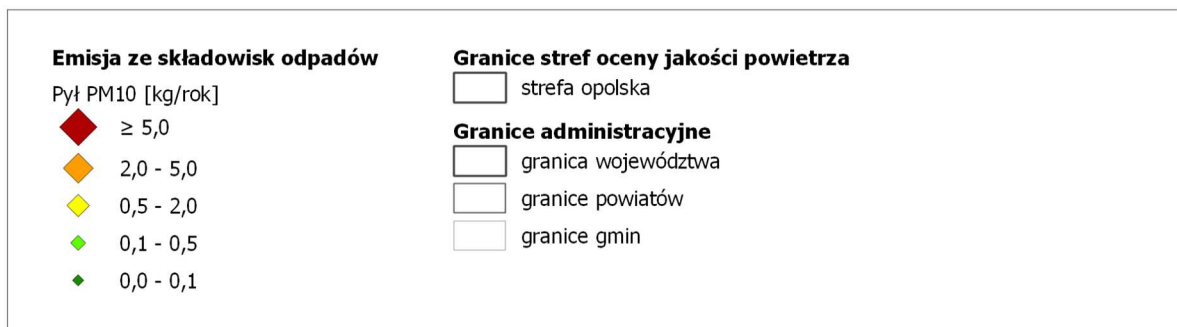 Emisja ze składowisk odpadów
Pył PM10 [kg/rok]
≥ 5,0
2,0 - 5,0
0,5 - 2,0
0,1 - 0,5
0,0 - 0,1
Granice stref oceny jakości powietrza
strefa opolska
Granice administracyjne
granica województwa
granice powiatów
granice gmin